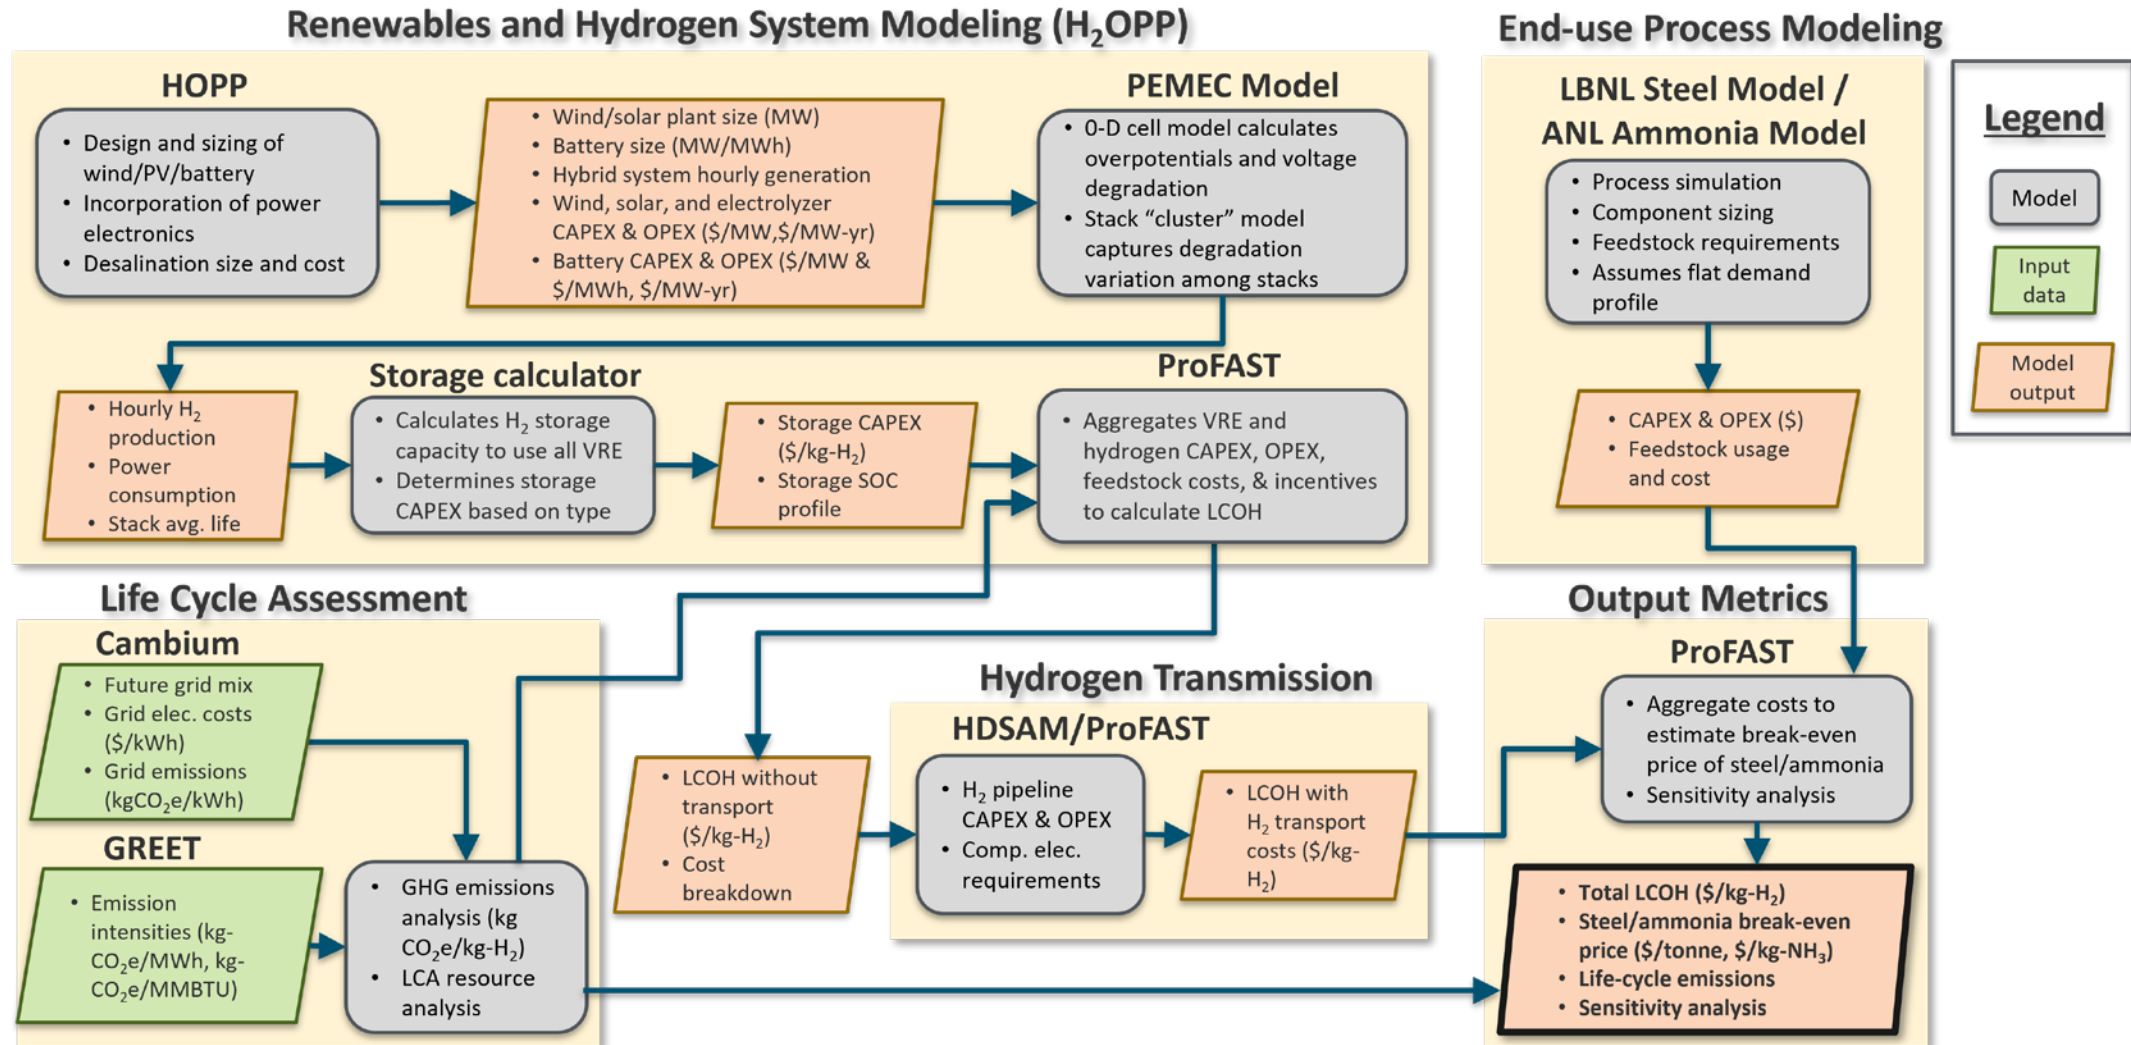 Renewables and Hydrogen System Modeling (H₂OPP)
HOPP
• Design and sizing of
wind/PV/battery
• Incorporation of power
electronics
• Desalination size and cost
• Wind/solar plant size (MW)
• Battery size (MW/MWh)
• Hybrid system hourly generation
• Wind, solar, and electrolyzer
CAPEX & OPEX ($/MW,$/MW-yr)
• Battery CAPEX & OPEX ($/MW &
$/MWh, $/MW-yr)
PEMEC Model
• 0-D cell model calculates
overpotentials and voltage
degradation
• Stack “cluster” model
captures degradation
variation among stacks
• Hourly H₂
production
• Power
consumption
• Stack avg. life
Storage calculator
• Calculates H₂ storage
capacity to use all VRE
• Determines storage
CAPEX based on type
• Storage CAPEX
($/kg-H₂)
• Storage SOC
profile
ProFAST
• Aggregates VRE and
hydrogen CAPEX, OPEX,
feedstock costs, & incentives
to calculate LCOH
End-use Process Modeling
LBNL Steel Model /
ANL Ammonia Model
• Process simulation
• Component sizing
• Feedstock requirements
• Assumes flat demand
profile
• CAPEX & OPEX ($)
• Feedstock usage
and cost
Legend
Model
Input
data
Model
output
Life Cycle Assessment
Cambium
• Future grid mix
• Grid elec. costs
($/kWh)
• Grid emissions
(kgCO₂e/kWh)
GREET
• Emission
intensities (kg-
CO₂e/MWh, kg-
CO₂e/MMBTU)
• GHG emissions
analysis (kg
CO₂e/kg-H₂)
• LCA resource
analysis
• LCOH without
transport
($/kg-H₂)
• Cost
breakdown
Hydrogen Transmission
HDSAM/ProFAST
• H₂ pipeline
CAPEX & OPEX
• Comp. elec.
requirements
• LCOH with
H₂ transport
costs ($/kg-
H₂)
Output Metrics
ProFAST
• Aggregate costs to
estimate break-even
price of steel/ammonia
• Sensitivity analysis
• Total LCOH ($/kg-H₂)
• Steel/ammonia break-even
price ($/tonne, $/kg-NH₃)
• Life-cycle emissions
• Sensitivity analysis